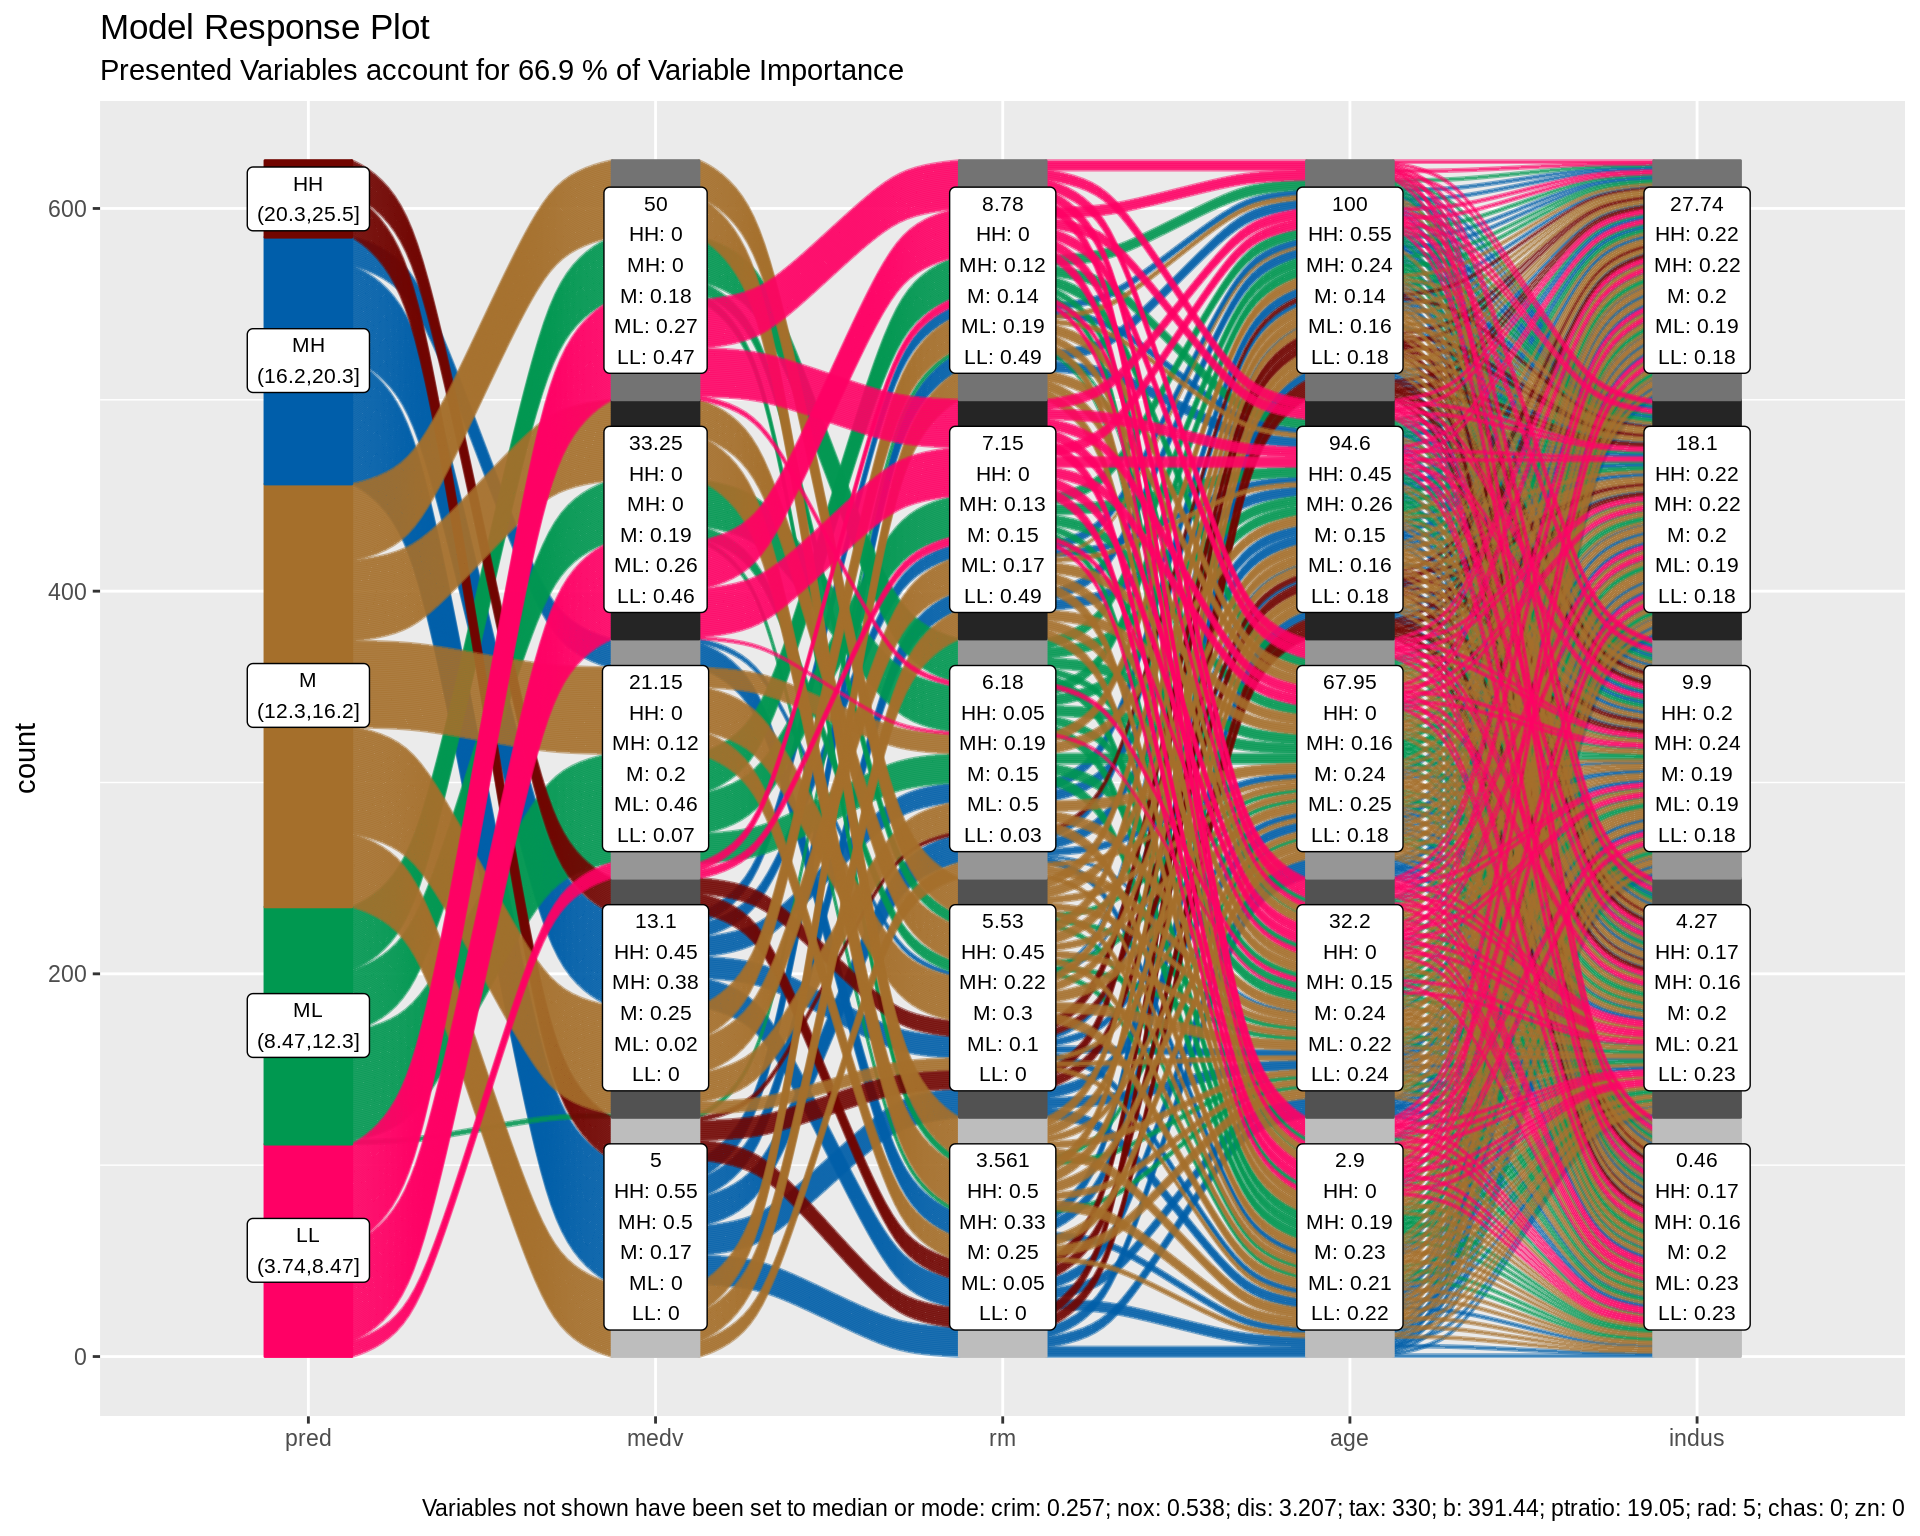 Model Response Plot
Presented Variables account for 66.9 % of Variable Importance
count
600
400
200
0
HH
(20.3,25.5]
MH
(16.2,20.3]
M
(12.3,16.2]
ML
(8.47,12.3]
LL
(3.74,8.47]
50
HH: 0
MH: 0
M: 0.18
ML: 0.27
LL: 0.47
33.25
HH: 0
MH: 0
M: 0.19
ML: 0.26
LL: 0.46
21.15
HH: 0
MH: 0.12
M: 0.2
ML: 0.46
LL: 0.07
13.1
HH: 0.45
MH: 0.38
M: 0.25
ML: 0.02
LL: 0
5
HH: 0.55
MH: 0.5
M: 0.17
ML: 0
LL: 0
8.78
HH: 0
MH: 0.12
M: 0.14
ML: 0.19
LL: 0.49
7.15
HH: 0
MH: 0.13
M: 0.15
ML: 0.17
LL: 0.49
6.18
HH: 0.05
MH: 0.19
M: 0.15
ML: 0.5
LL: 0.03
5.53
HH: 0.45
MH: 0.22
M: 0.3
ML: 0.1
LL: 0
3.561
HH: 0.5
MH: 0.33
M: 0.25
ML: 0.05
LL: 0
100
HH: 0.55
MH: 0.24
M: 0.14
ML: 0.16
LL: 0.18
94.6
HH: 0.45
MH: 0.26
M: 0.15
ML: 0.16
LL: 0.18
67.95
HH: 0
MH: 0.16
M: 0.24
ML: 0.25
LL: 0.18
32.2
HH: 0
MH: 0.15
M: 0.24
ML: 0.22
LL: 0.24
2.9
HH: 0
MH: 0.19
M: 0.23
ML: 0.21
LL: 0.22
27.74
HH: 0.22
MH: 0.22
M: 0.2
ML: 0.19
LL: 0.18
18.1
HH: 0.22
MH: 0.22
M: 0.2
ML: 0.19
LL: 0.18
9.9
HH: 0.2
MH: 0.24
M: 0.19
ML: 0.19
LL: 0.18
4.27
HH: 0.17
MH: 0.16
M: 0.2
ML: 0.21
LL: 0.23
0.46
HH: 0.17
MH: 0.16
M: 0.2
ML: 0.23
LL: 0.23
pred
medv
rm
age
indus
Variables not shown have been set to median or mode: crim: 0.257; nox: 0.538; dis: 3.207; tax: 330; b: 391.44; ptratio: 19.05; rad: 5; chas: 0; zn: 0